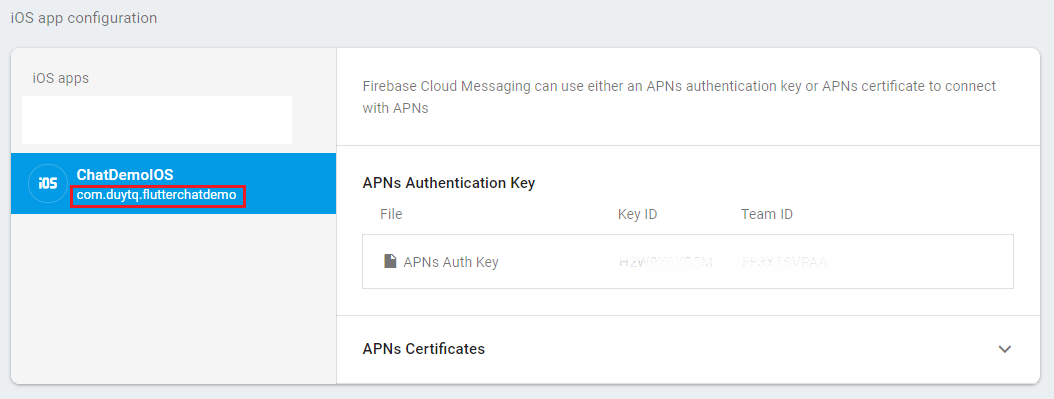 iOS app configuration
iOS apps
iOS
ChatDemoIOS
com.duytq.flutterchatdemo
Firebase Cloud Messaging can use either an APNs authentication key or APNs certificate to connect
with APNs
APNs Authentication Key
File Key ID Team ID
APNs Auth Key
APNs Certificates